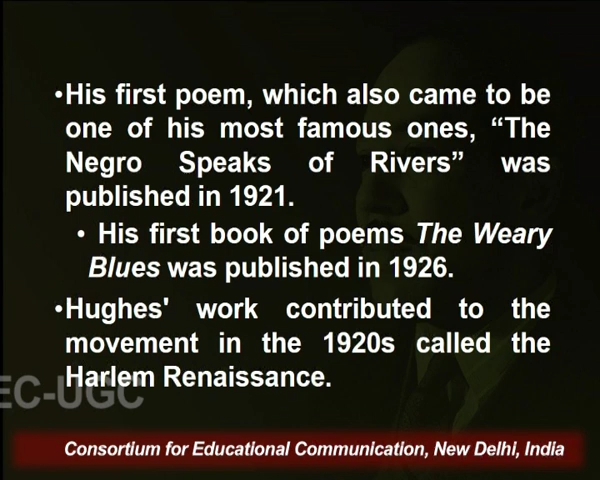 •His first poem, which also came to be
one of his most famous ones, “The
Negro Speaks of Rivers” was
published in 1921.
• His first book of poems The Weary
Blues was published in 1926.
•Hughes' work contributed to the
movement in the 1920s called the
Harlem Renaissance.
EC-UGC
Consortium for Educational Communication, New Delhi, India